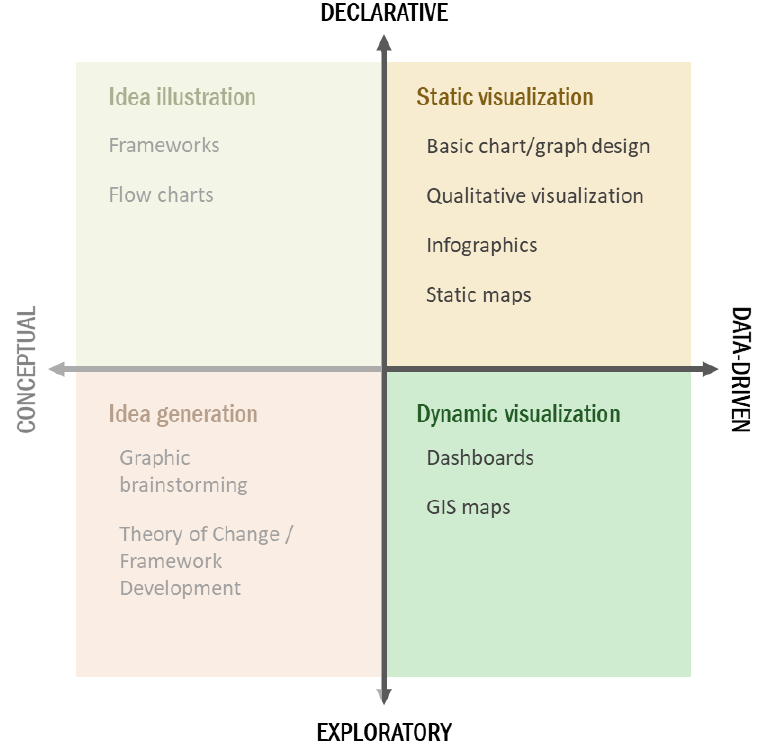 DECLARATIVE
Idea illustration
Frameworks
Flow charts
Static visualization
Basic chart/graph design
Qualitative visualization
Infographics
Static maps
CONCEPTUAL
DATA-DRIVEN
Idea generation
Graphic
brainstorming
Theory of Change /
Framework
Development
Dynamic visualization
Dashboards
GIS maps
EXPLORATORY